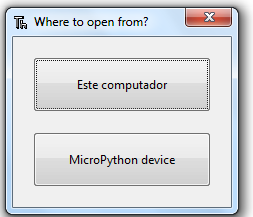 Where to open from?
Este computador
MicroPython device